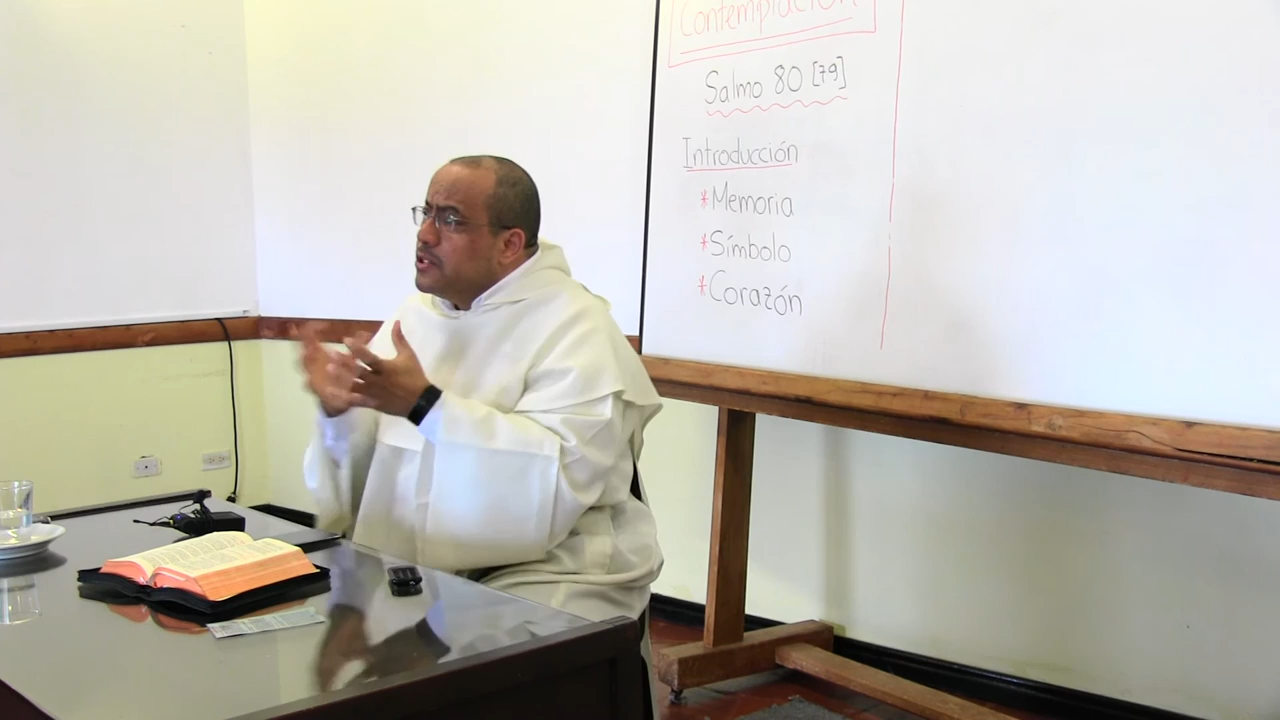 Contemplación
Salmo 80 [79]
Introducción
*Memoria
*Símbolo
*Corazón